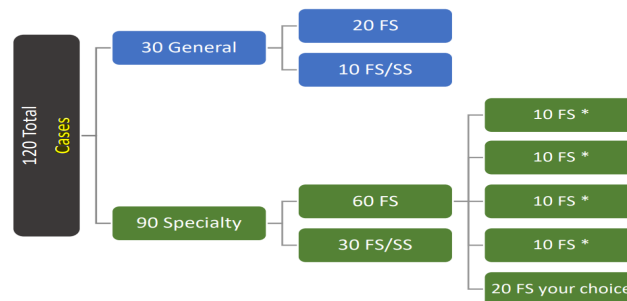 120 Total
Cases
30 General
20 FS
10 FS/SS
90 Specialty
60 FS
30 FS/SS
10 FS *
10 FS *
10 FS *
10 FS *
20 FS your choice